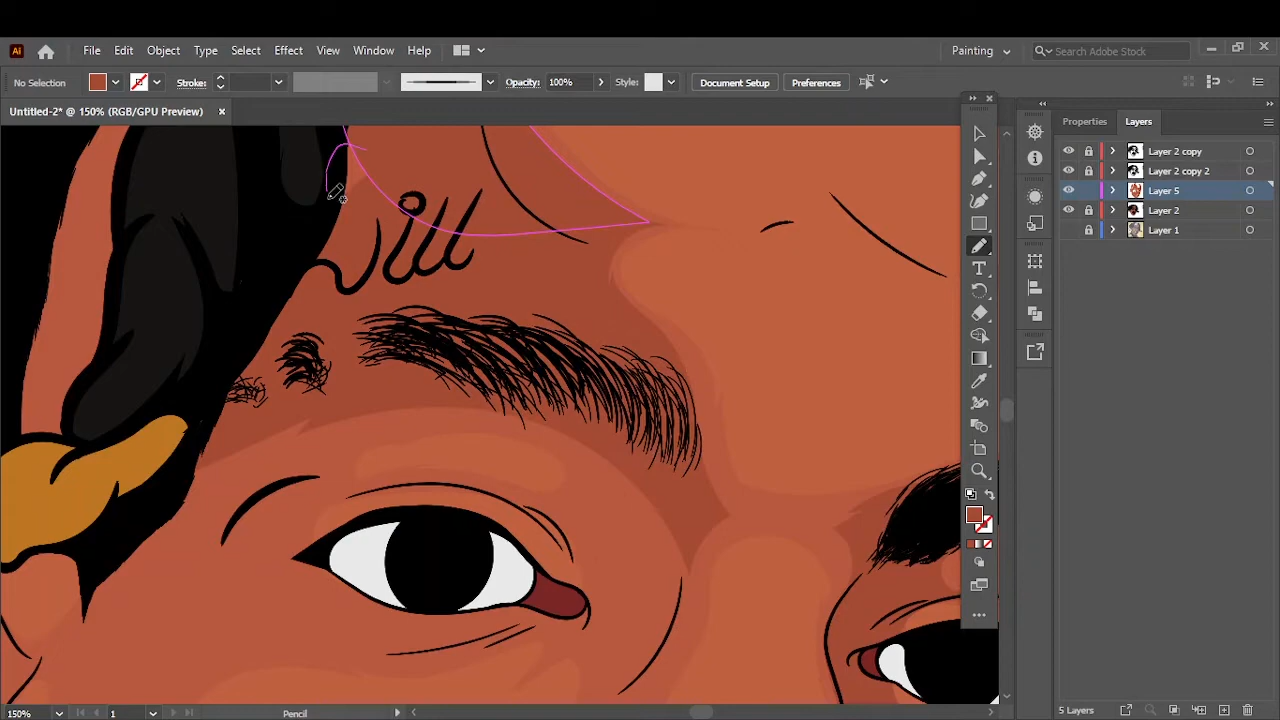 Ai File Edit Object Type Select Effect View Window Help Painting Search Adobe Stock
No Selection Stroke: Opacity: 100% Style: Document Setup Preferences
Untitled-2* @ 150% (RGB/GPU Preview) Properties Layers
Layer 2 copy
Layer 2 copy 2
Layer 5
Layer 2
Layer 1
150% 1 Pencil 5 Layers